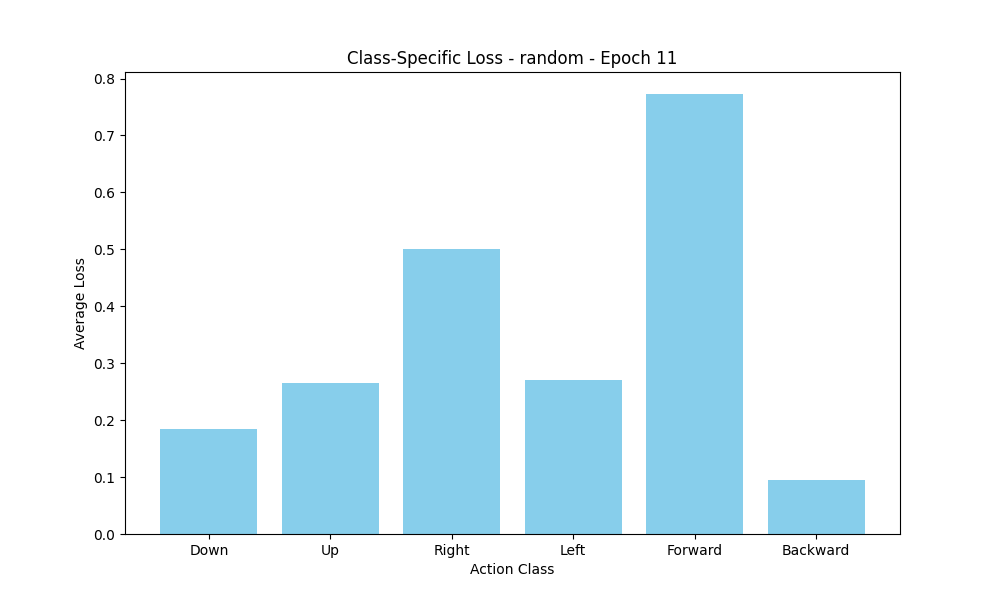 Class-Specific Loss - random - Epoch 11
0.8
0.7
0.6
0.5
0.4
0.3
0.2
0.1
0.0
Average Loss
Down Up Right Left Forward Backward
Action Class